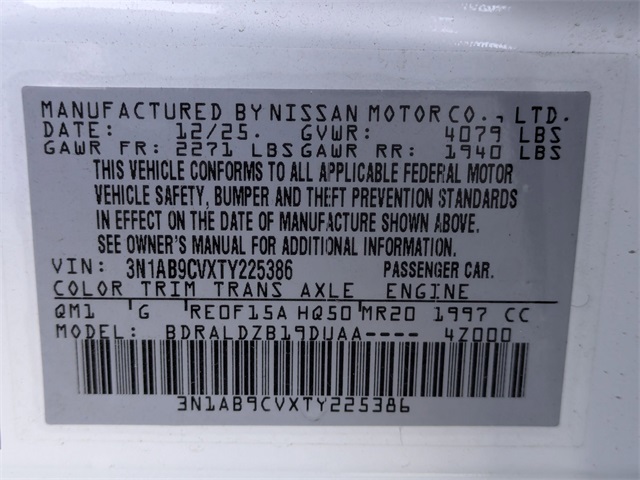 MANUFACTURED BY NISSAN MOTOR CO., LTD.
DATE: 12/25. GVWR: 4079 LBS
GAWR FR: 2271 LBS GAWR RR: 1940 LBS
THIS VEHICLE CONFORMS TO ALL APPLICABLE FEDERAL MOTOR
VEHICLE SAFETY, BUMPER AND THEFT PREVENTION STANDARDS
IN EFFECT ON THE DATE OF MANUFACTURE SHOWN ABOVE.
SEE OWNER'S MANUAL FOR ADDITIONAL INFORMATION.
VIN: 3N1AB9CVXTY225386 PASSENGER CAR.
COLOR TRIM TRANS AXLE ENGINE
QM1 G RE0F15A HQ50 MR20 1997 CC
MODEL: BDRALDZB19DUAA---- 4Z000
3N1AB9CVXTY225386